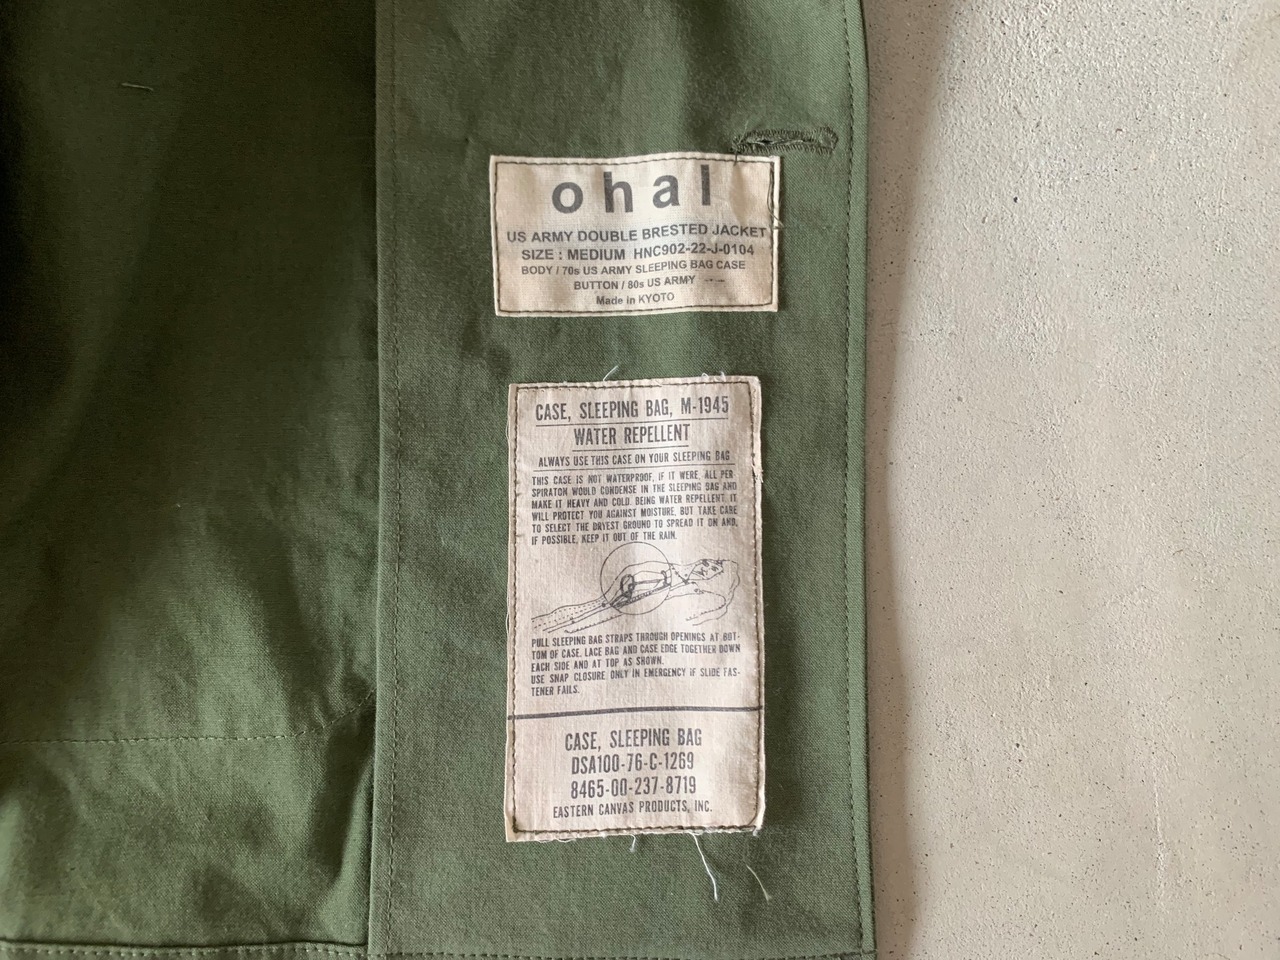 ohal
US ARMY DOUBLE BRESTED JACKET
SIZE : MEDIUM HNC902-22-J-0104
BODY / 70s US ARMY SLEEPING BAG CASE
BUTTON / 80s US ARMY
Made in KYOTO
CASE, SLEEPING BAG, M-1945
WATER REPELLENT
ALWAYS USE THIS CASE ON YOUR SLEEPING BAG
THIS CASE IS NOT WATERPROOF, IF IT WERE, ALL PER
SPIRATON WOULD CONDENSE IN THE SLEEPING BAG AND
MAKE IT HEAVY AND COLD. BEING WATER REPELLENT, IT
WILL PROTECT YOU AGAINST MOISTURE, BUT TAKE CARE
TO SELECT THE DRYEST GROUND TO SPREAD IT ON AND,
IF POSSIBLE, KEEP IT OUT OF THE RAIN.
PULL SLEEPING BAG STRAPS THROUGH OPENINGS AT BOT-
TOM OF CASE. LACE BAG AND CASE EDGE TOGETHER DOWN
EACH SIDE AND AT TOP AS SHOWN.
USE SNAP CLOSURE ONLY IN EMERGENCY IF SLIDE FAS-
TENER FAILS.
CASE, SLEEPING BAG
DSA100-76-C-1269
8465-00-237-8719
EASTERN CANVAS PRODUCTS, INC.